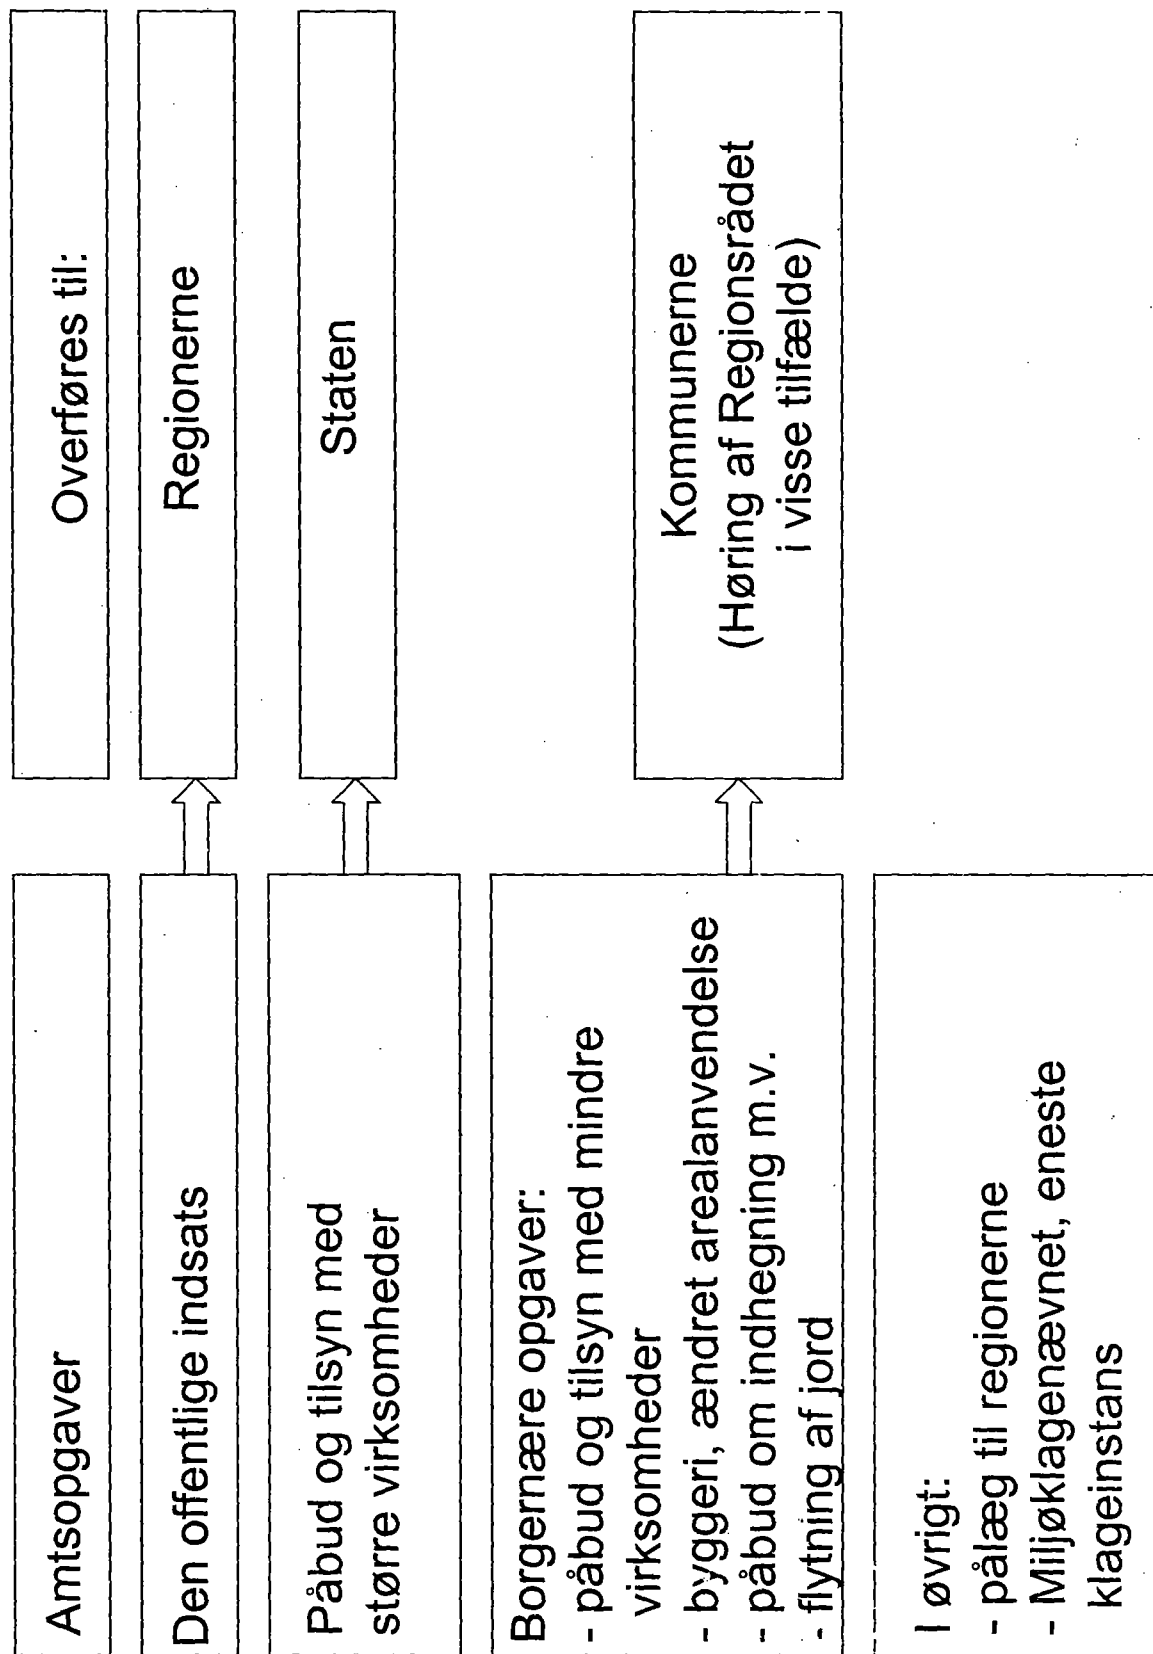 Amtsopgaver
Overføres til:
Den offentlige indsats
Regionerne
Påbud og tilsyn med
større virksomheder
Staten
Borgernære opgaver:
- påbud og tilsyn med mindre
virksomheder
- byggeri, ændret arealanvendelse
- påbud om indhegning m.v.
- flytning af jord
Kommunerne
(Høring af Regionsrådet
i visse tilfælde)
I øvrigt:
- pålæg til regionerne
- Miljøklagenævnet, eneste
klageinstans